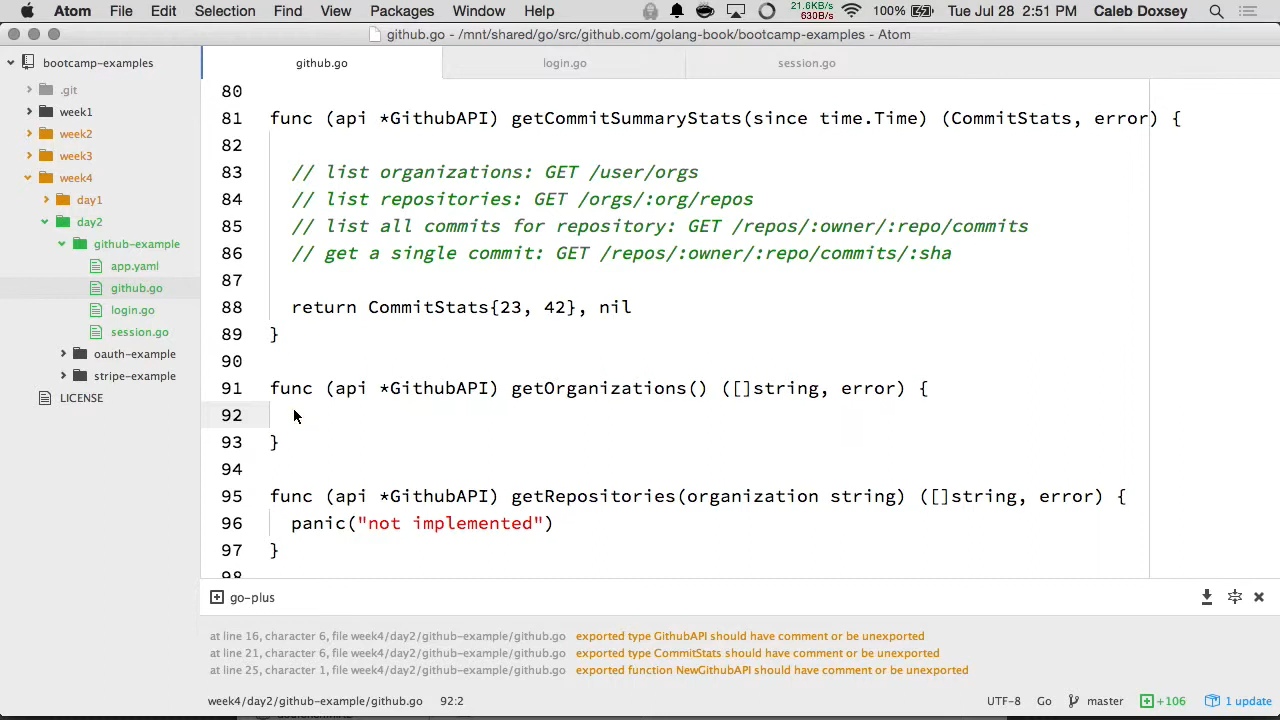 Atom File Edit Selection Find View Packages Window Help 21.6KB/s 630B/s 100% Tue Jul 28 2:51 PM Caleb Doxsey
github.go - /mnt/shared/go/src/github.com/golang-book/bootcamp-examples - Atom
bootcamp-examples
.git
week1
week2
week3
week4
day1
day2
github-example
app.yaml
github.go
login.go
session.go
oauth-example
stripe-example
LICENSE
github.go login.go session.go
80
81 func (api *GithubAPI) getCommitSummaryStats(since time.Time) (CommitStats, error) {
82
83 // list organizations: GET /user/orgs
84 // list repositories: GET /orgs/:org/repos
85 // list all commits for repository: GET /repos/:owner/:repo/commits
86 // get a single commit: GET /repos/:owner/:repo/commits/:sha
87
88 return CommitStats{23, 42}, nil
89 }
90
91 func (api *GithubAPI) getOrganizations() ([]string, error) {
92
93 }
94
95 func (api *GithubAPI) getRepositories(organization string) ([]string, error) {
96 panic("not implemented")
97 }
98
go-plus
at line 16, character 6, file week4/day2/github-example/github.go exported type GithubAPI should have comment or be unexported
at line 21, character 6, file week4/day2/github-example/github.go exported type CommitStats should have comment or be unexported
at line 25, character 1, file week4/day2/github-example/github.go exported function NewGithubAPI should have comment or be unexported
week4/day2/github-example/github.go 92:2 UTF-8 Go master +106 1 update